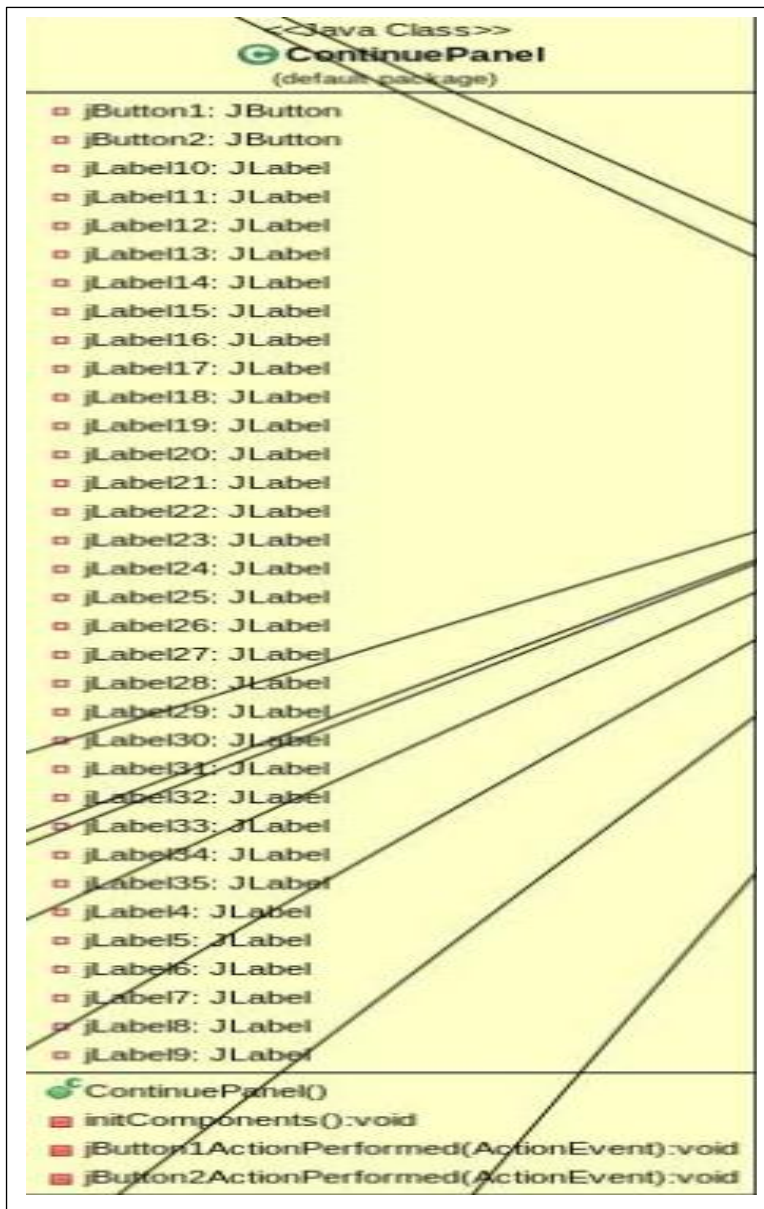 <<Java Class>>
ContinuePanel
(default package)
jButton1: JButton
jButton2: JButton
jLabel10: JLabel
jLabel11: JLabel
jLabel12: JLabel
jLabel13: JLabel
jLabel14: JLabel
jLabel15: JLabel
jLabel16: JLabel
jLabel17: JLabel
jLabel18: JLabel
jLabel19: JLabel
jLabel20: JLabel
jLabel21: JLabel
jLabel22: JLabel
jLabel23: JLabel
jLabel24: JLabel
jLabel25: JLabel
jLabel26: JLabel
jLabel27: JLabel
jLabel28: JLabel
jLabel29: JLabel
jLabel30: JLabel
jLabel31: JLabel
jLabel32: JLabel
jLabel33: JLabel
jLabel34: JLabel
jLabel35: JLabel
jLabel4: JLabel
jLabel5: JLabel
jLabel6: JLabel
jLabel7: JLabel
jLabel8: JLabel
jLabel9: JLabel
ContinuePanel()
initComponents():void
jButton1ActionPerformed(ActionEvent):void
jButton2ActionPerformed(ActionEvent):void